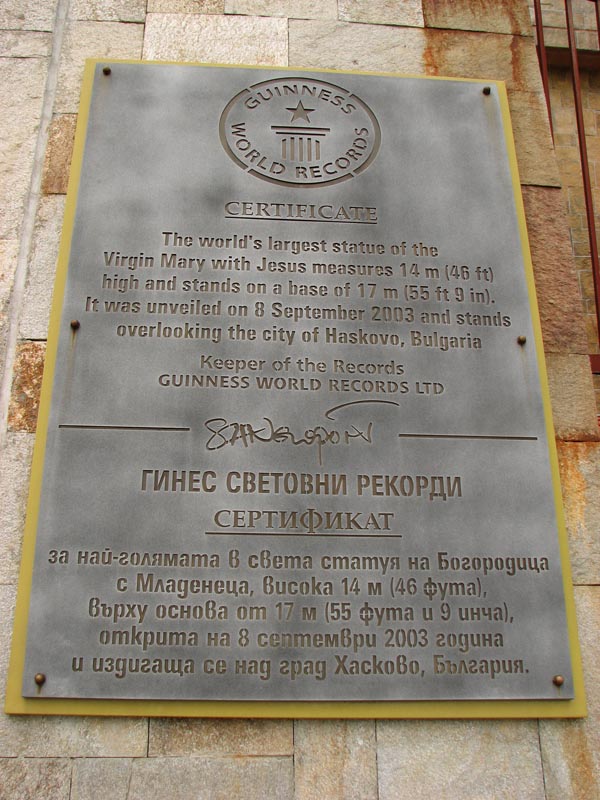 GUINNESS
WORLD RECORDS
CERTIFICATE
The world's largest statue of the
Virgin Mary with Jesus measures 14 m (46 ft)
high and stands on a base of 17 m (55 ft 9 in).
It was unveiled on 8 September 2003 and stands
overlooking the city of Haskovo, Bulgaria
Keeper of the Records
GUINNESS WORLD RECORDS LTD
ГИНЕС СВЕТОВНИ РЕКОРДИ
СЕРТИФИКАТ
за най-голямата в света статуя на Богородица
с Младенеца, висока 14 м (46 фута),
върху основа от 17 м (55 фута и 9 инча),
открита на 8 септември 2003 година
и издигаща се над град Хасково, България.